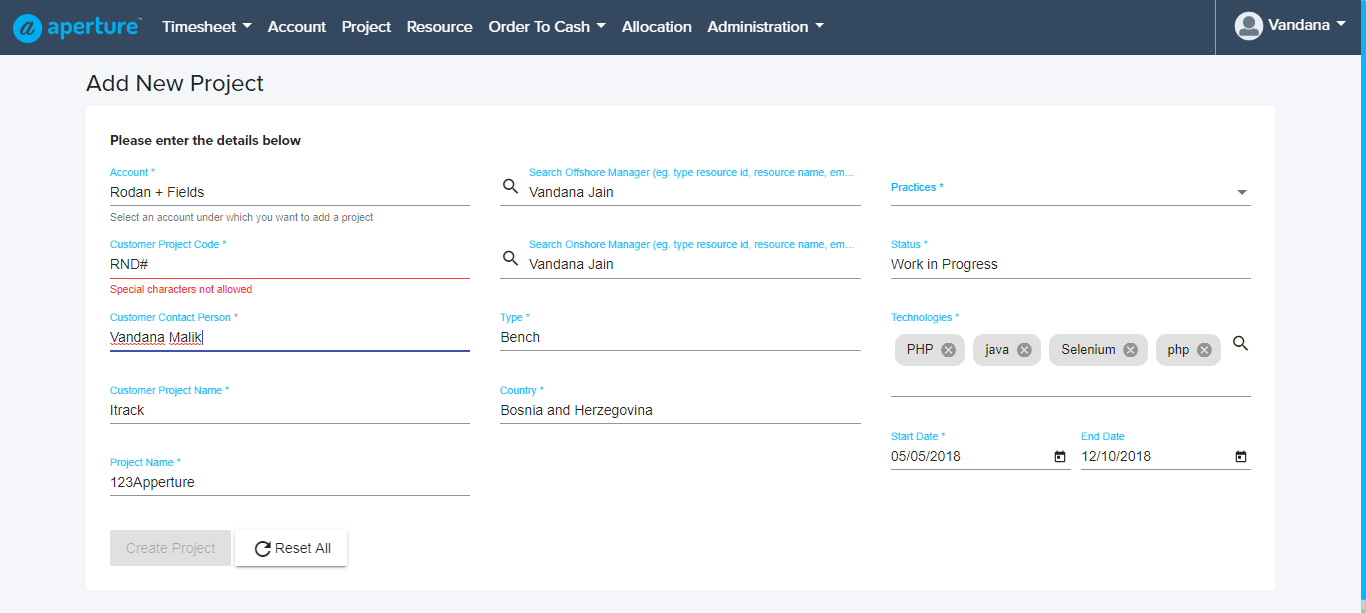 aperture™ Timesheet Account Project Resource Order To Cash Allocation Administration Vandana
Add New Project
Please enter the details below
Account *
Rodan + Fields
Select an account under which you want to add a project
Search Offshore Manager (eg. type resource id, resource name, em...
Vandana Jain
Practices *
Customer Project Code *
RND#
Special characters not allowed
Search Onshore Manager (eg. type resource id, resource name, em...
Vandana Jain
Status *
Work in Progress
Customer Contact Person *
Vandana Malik
Type *
Bench
Technologies *
PHP java Selenium php
Customer Project Name *
Itrack
Country *
Bosnia and Herzegovina
Start Date *
05/05/2018
End Date
12/10/2018
Project Name *
123Apperture
Create Project Reset All